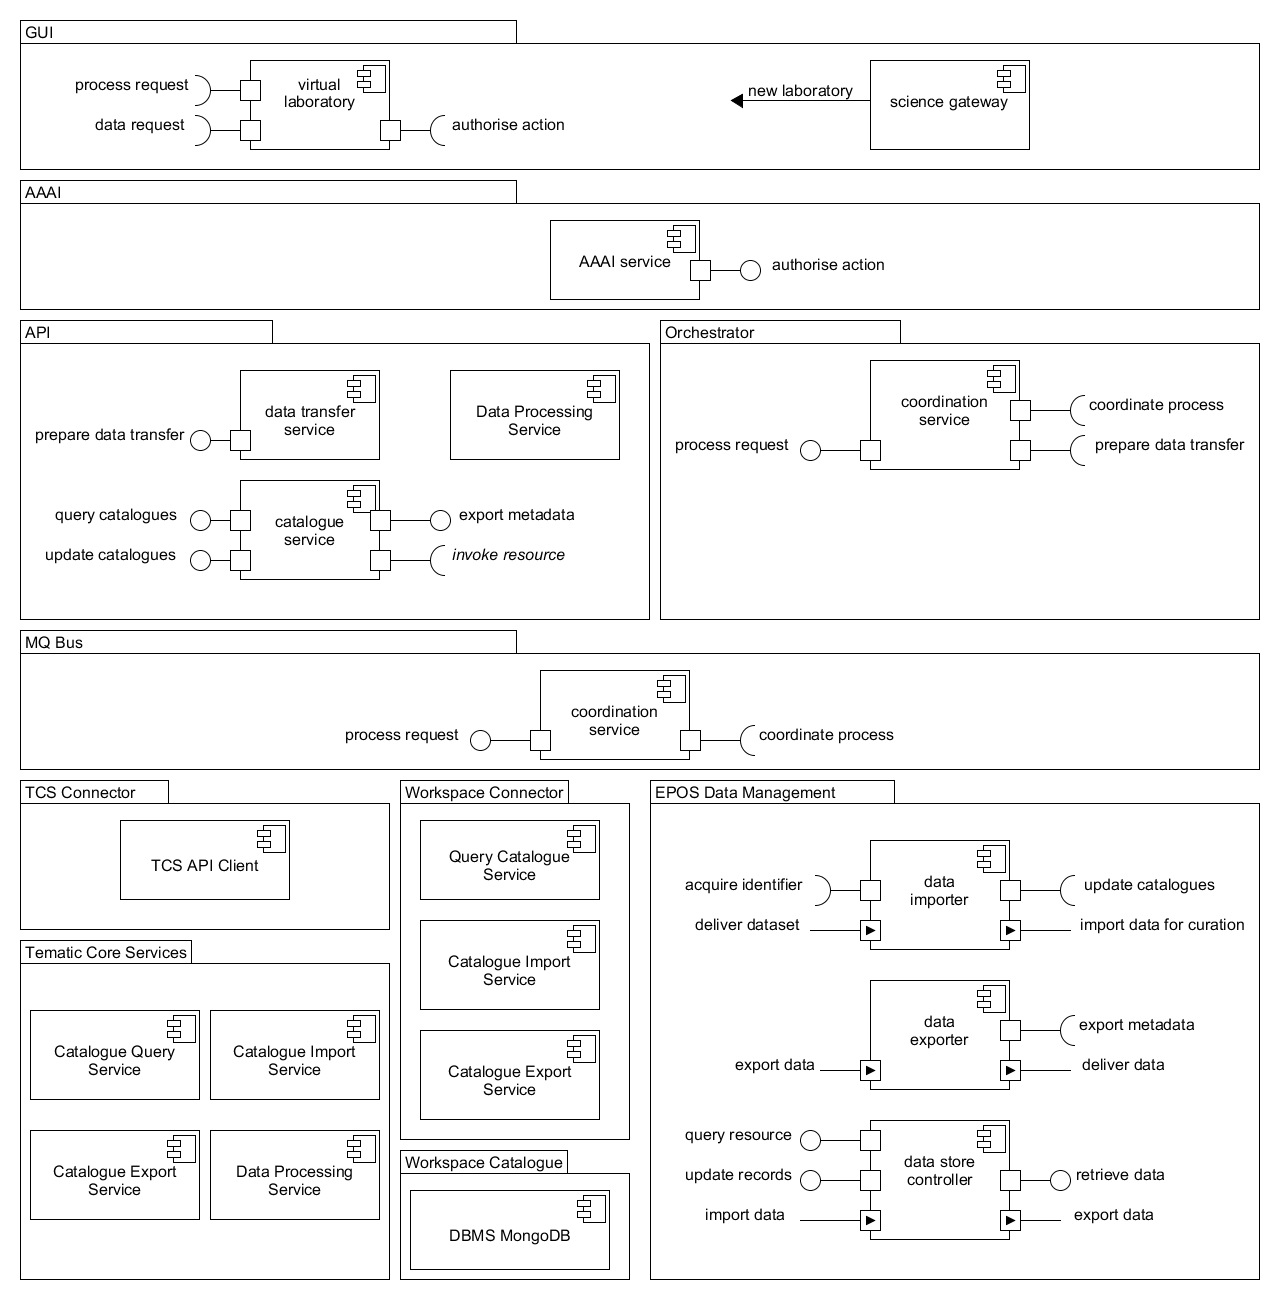 GUI
process request
virtual
laboratory
data request
authorise action
new laboratory
science gateway
AAAI
AAAI service
authorise action
API
data transfer
service
prepare data transfer
Data Processing
Service
query catalogues
update catalogues
catalogue
service
export metadata
invoke resource
Orchestrator
coordination
service
process request
coordinate process
prepare data transfer
MQ Bus
process request
coordination
service
coordinate process
TCS Connector
TCS API Client
Tematic Core Services
Catalogue Query
Service
Catalogue Import
Service
Catalogue Export
Service
Data Processing
Service
Workspace Connector
Query Catalogue
Service
Catalogue Import
Service
Catalogue Export
Service
Workspace Catalogue
DBMS MongoDB
EPOS Data Management
acquire identifier
deliver dataset
data
importer
update catalogues
import data for curation
export data
data
exporter
export metadata
deliver data
query resource
update records
import data
data store
controller
retrieve data
export data